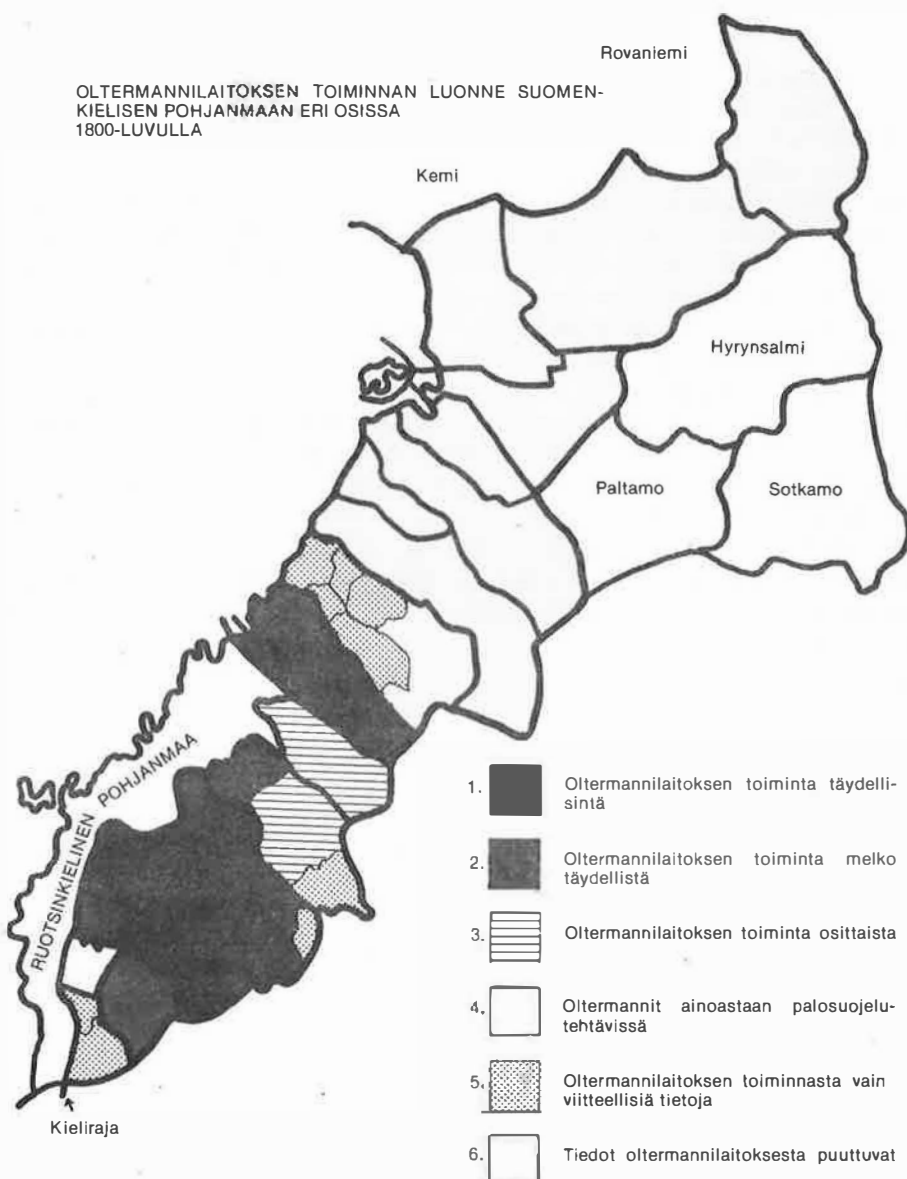 OLTERMANNILAITOKSEN TOIMINNAN LUONNE SUOMEN-
KIELISEN POHJANMAAN ERI OSISSA
1800-LUVULLA
Rovaniemi
Kemi
Hyrynsalmi
Paltamo
Sotkamo
RUOTSINKIELINEN POHJANMAA
Kieliraja
1. Oltermannilaitoksen toiminta täydelli-
sintä
2. Oltermannilaitoksen toiminta melko
täydellistä
3. Oltermannilaitoksen toiminta osittaista
4. Oltermannit ainoastaan palosuojelu-
tehtävissä
5. Oltermannilaitoksen toiminnasta vain
viitteellisiä tietoja
6. Tiedot oltermannilaitoksesta puuttuvat